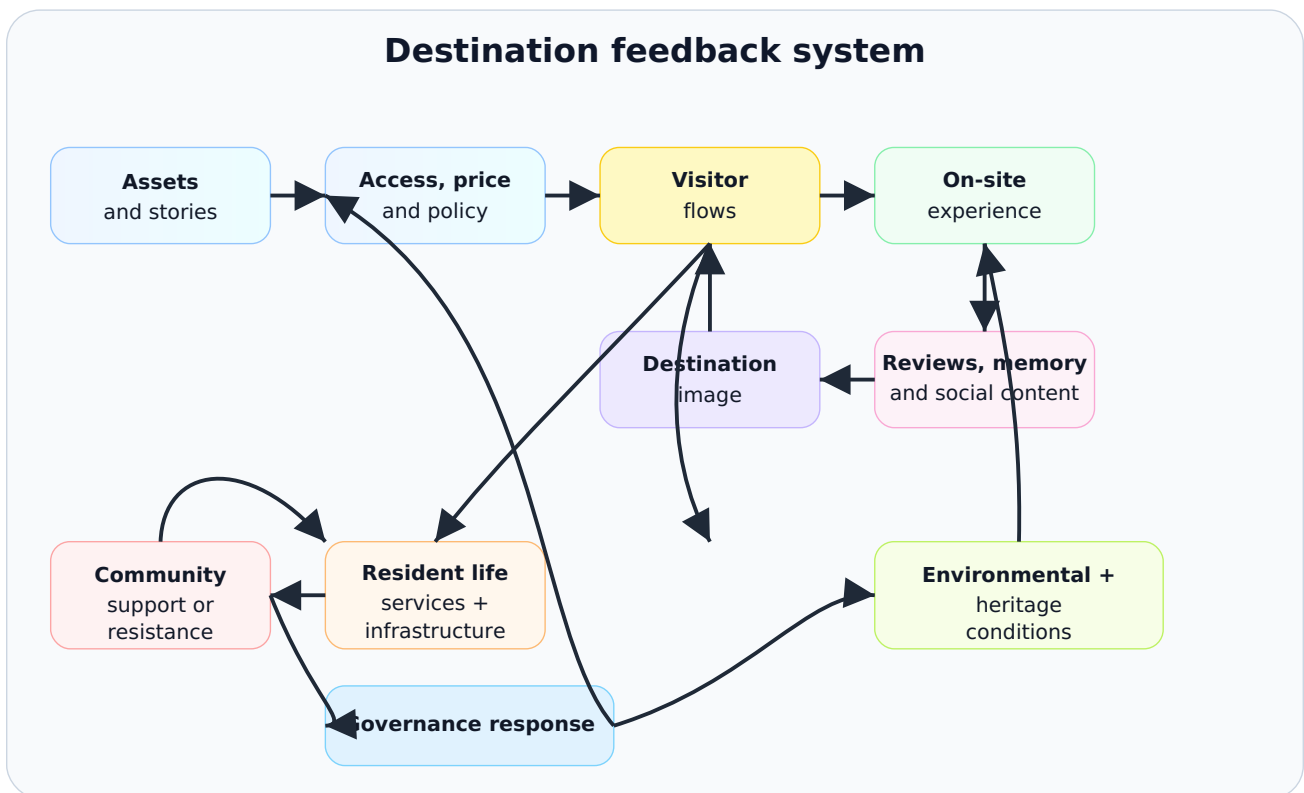 Destination feedback system
Assets
and stories
Access, price
and policy
Visitor
flows
On-site
experience
Destination
image
Reviews, memory
and social content
Community
support or
resistance
Resident life
services +
infrastructure
Environmental +
heritage
conditions
Governance response